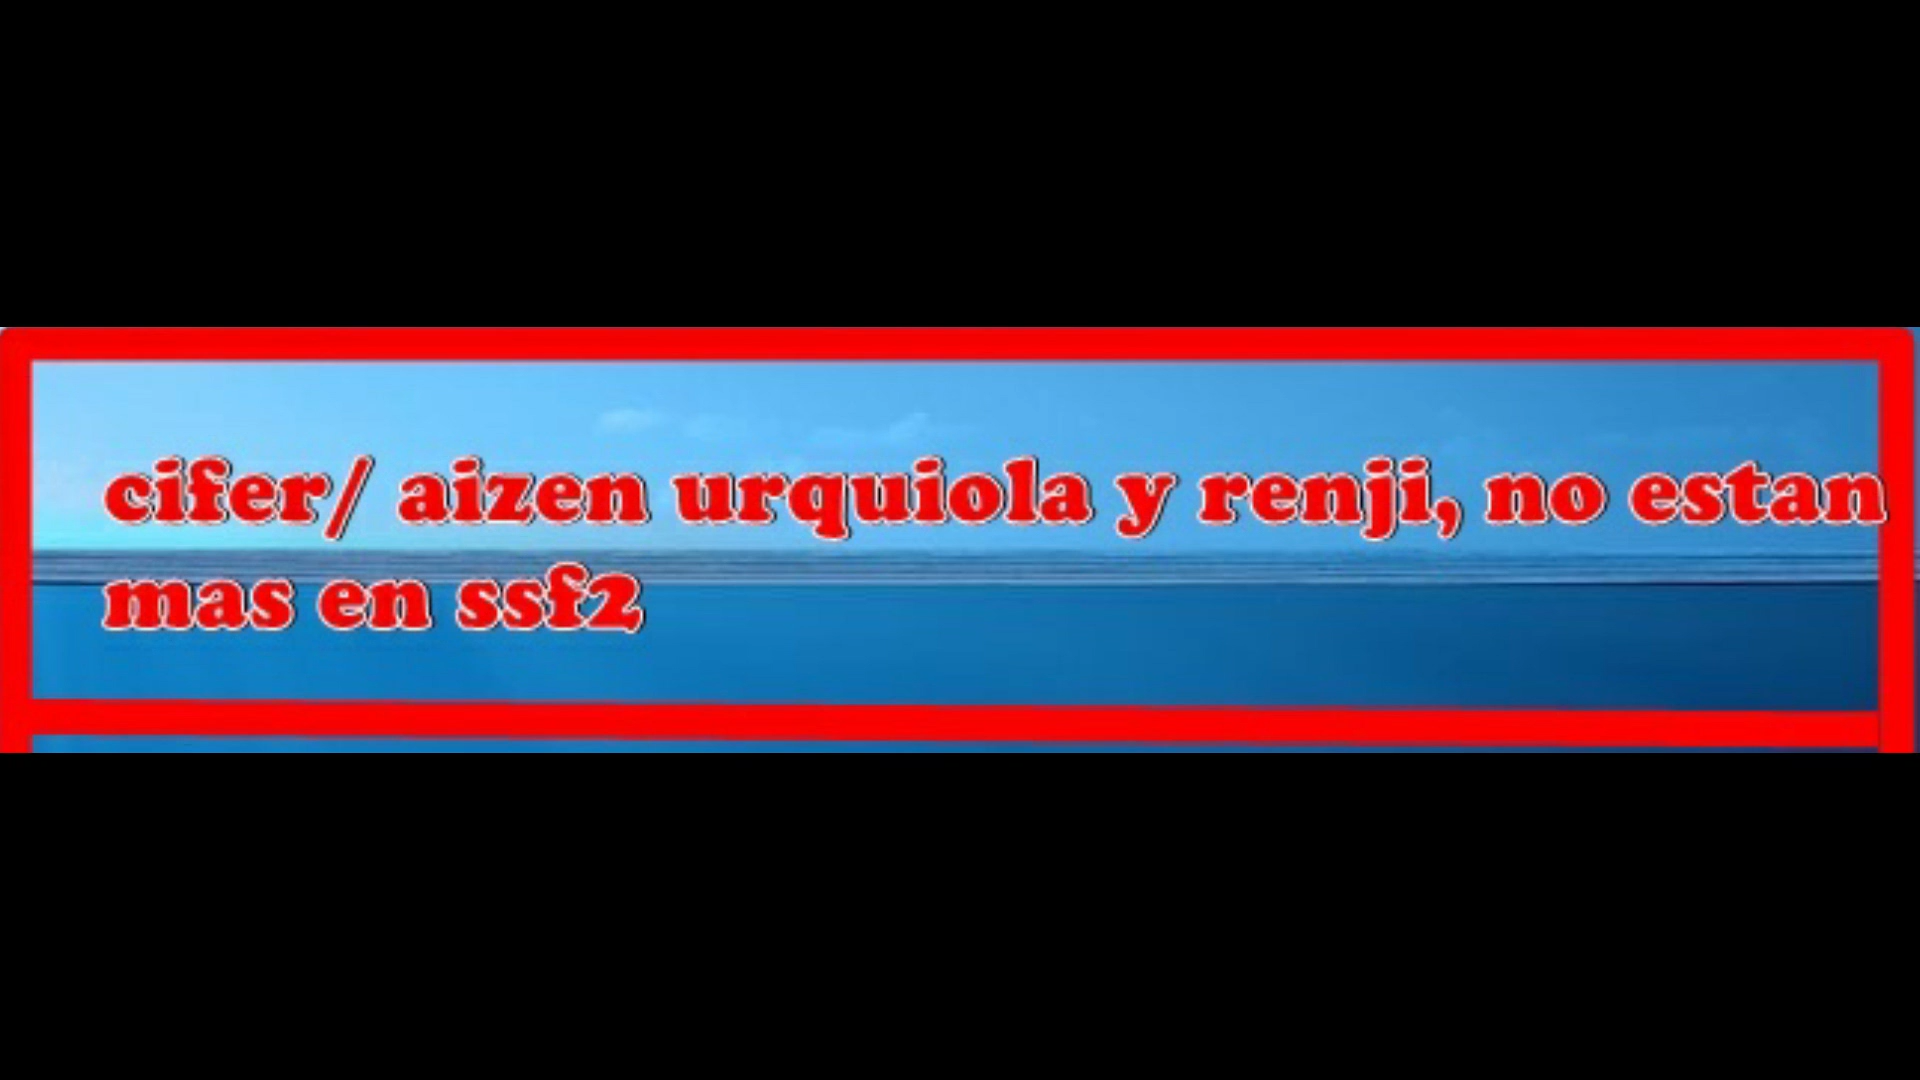 cifer/ aizen urquiola y renji, no estan
mas en ssf2